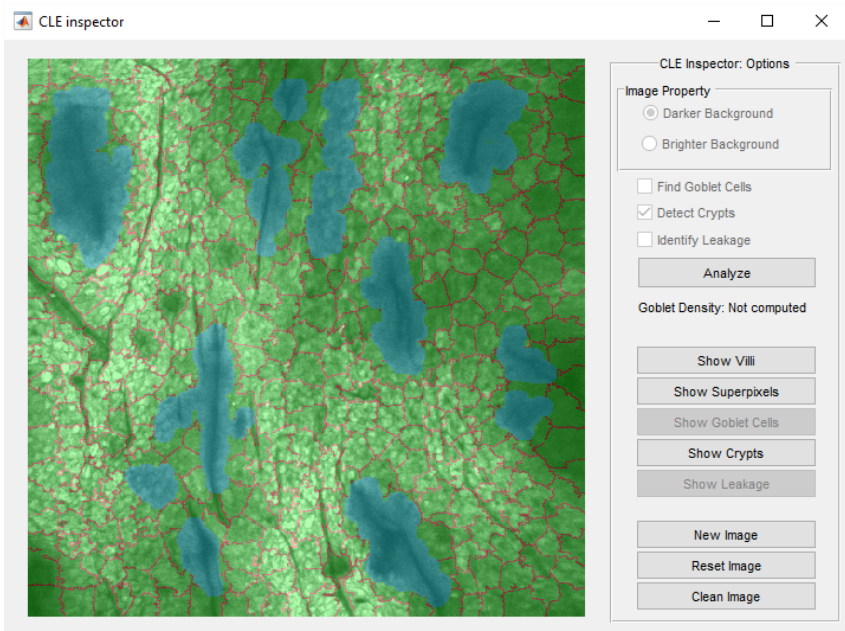 CLE inspector
CLE Inspector: Options
Image Property
Darker Background
Brighter Background
Find Goblet Cells
Detect Crypts
Identify Leakage
Analyze
Goblet Density: Not computed
Show Villi
Show Superpixels
Show Goblet Cells
Show Crypts
Show Leakage
New Image
Reset Image
Clean Image